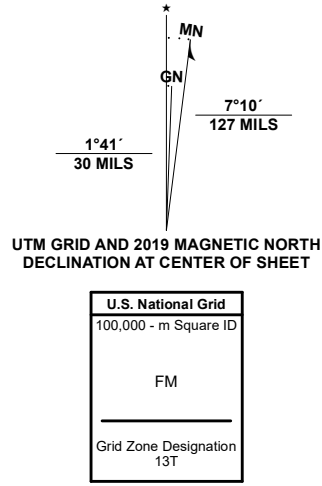 ★
MN
GN
7°10´
127 MILS
1°41´
30 MILS
UTM GRID AND 2019 MAGNETIC NORTH
DECLINATION AT CENTER OF SHEET
U.S. National Grid
100,000 - m Square ID
FM
Grid Zone Designation
13T